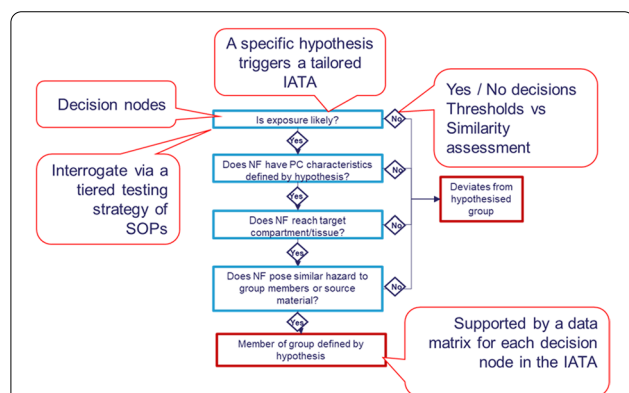 A specific hypothesis
triggers a tailored
IATA
Decision nodes
Yes / No decisions
Thresholds vs
Similarity
assessment
Is exposure likely?
No
Yes
Interrogate via a
tiered testing
strategy of
SOPs
Does NF have PC characteristics
defined by hypothesis?
No
Yes
Deviates from
hypothesised
group
Does NF reach target
compartment/tissue?
No
Yes
Does NF pose similar hazard to
group members or source
material?
No
Yes
Member of group defined by
hypothesis
Supported by a data
matrix for each decision
node in the IATA